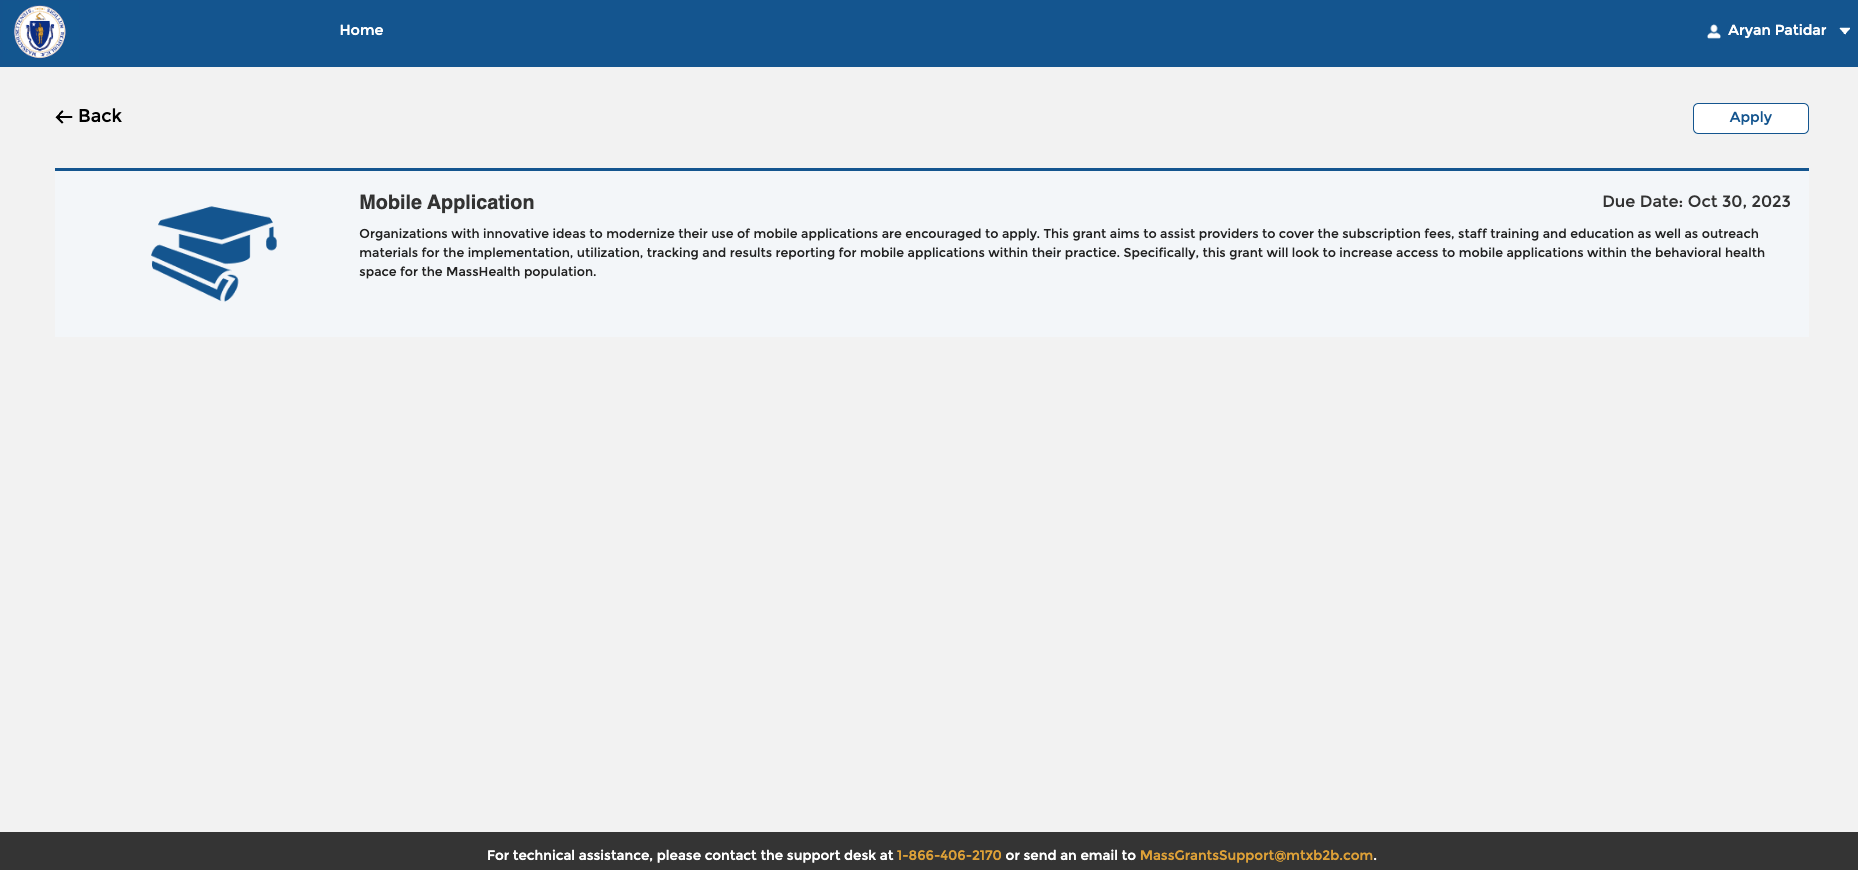 Home
Aryan Patidar
Back
Apply
Mobile Application
Due Date: Oct 30, 2023
Organizations with innovative ideas to modernize their use of mobile applications are encouraged to apply. This grant aims to assist providers to cover the subscription fees, staff training and education as well as outreach
materials for the implementation, utilization, tracking and results reporting for mobile applications within their practice. Specifically, this grant will look to increase access to mobile applications within the behavioral health
space for the MassHealth population.
For technical assistance, please contact the support desk at 1-866-406-2170 or send an email to MassGrantsSupport@mtxb2b.com.